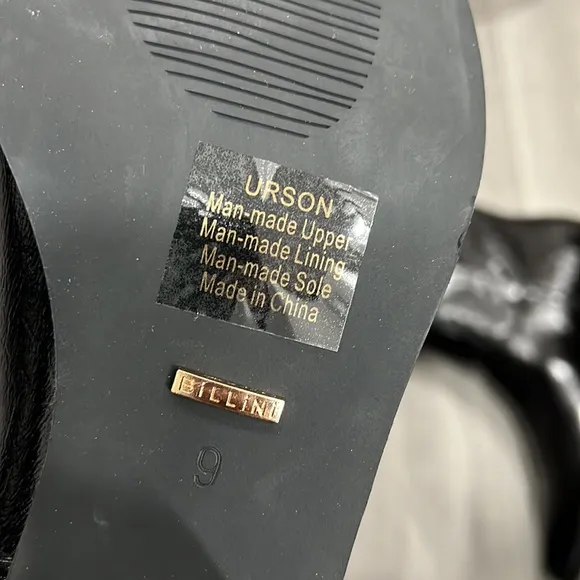 URSON
Man-made Upper
Man-made Lining
Man-made Sole
Made in China
BILLINI
9